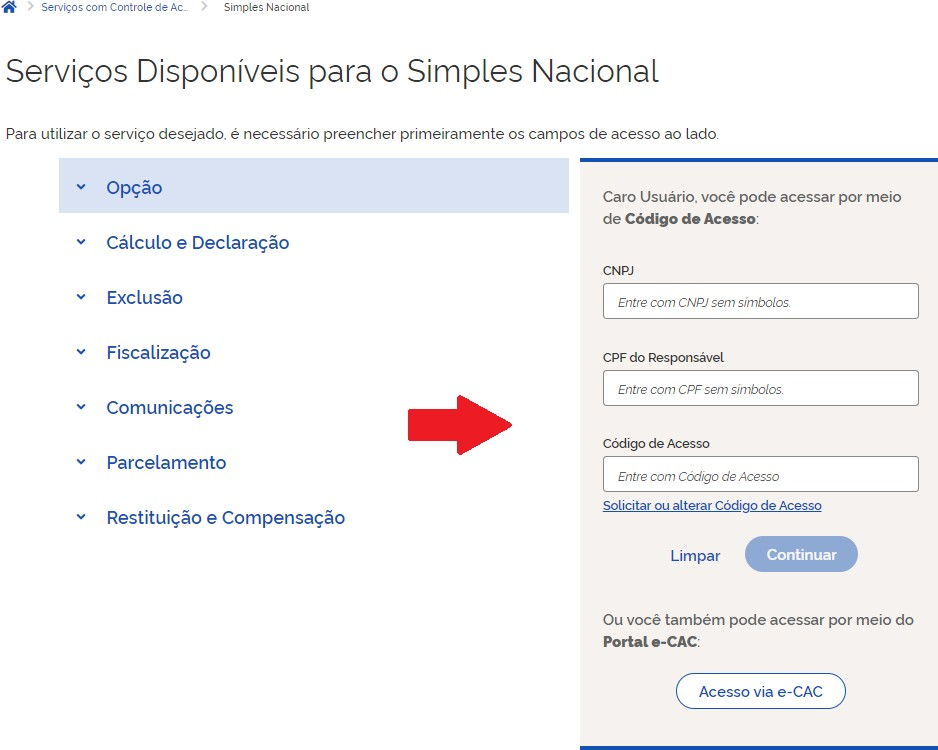 Serviços com Controle de Ac... Simples Nacional
Serviços Disponíveis para o Simples Nacional
Para utilizar o serviço desejado, é necessário preencher primeiramente os campos de acesso ao lado.
Opção
Cálculo e Declaração
Exclusão
Fiscalização
Comunicações
Parcelamento
Restituição e Compensação
Caro Usuário, você pode acessar por meio
de Código de Acesso:
CNPJ
Entre com CNPJ sem símbolos.
CPF do Responsável
Entre com CPF sem símbolos.
Código de Acesso
Entre com Código de Acesso
Solicitar ou alterar Código de Acesso
Limpar Continuar
Ou você também pode acessar por meio do
Portal e-CAC:
Acesso via e-CAC